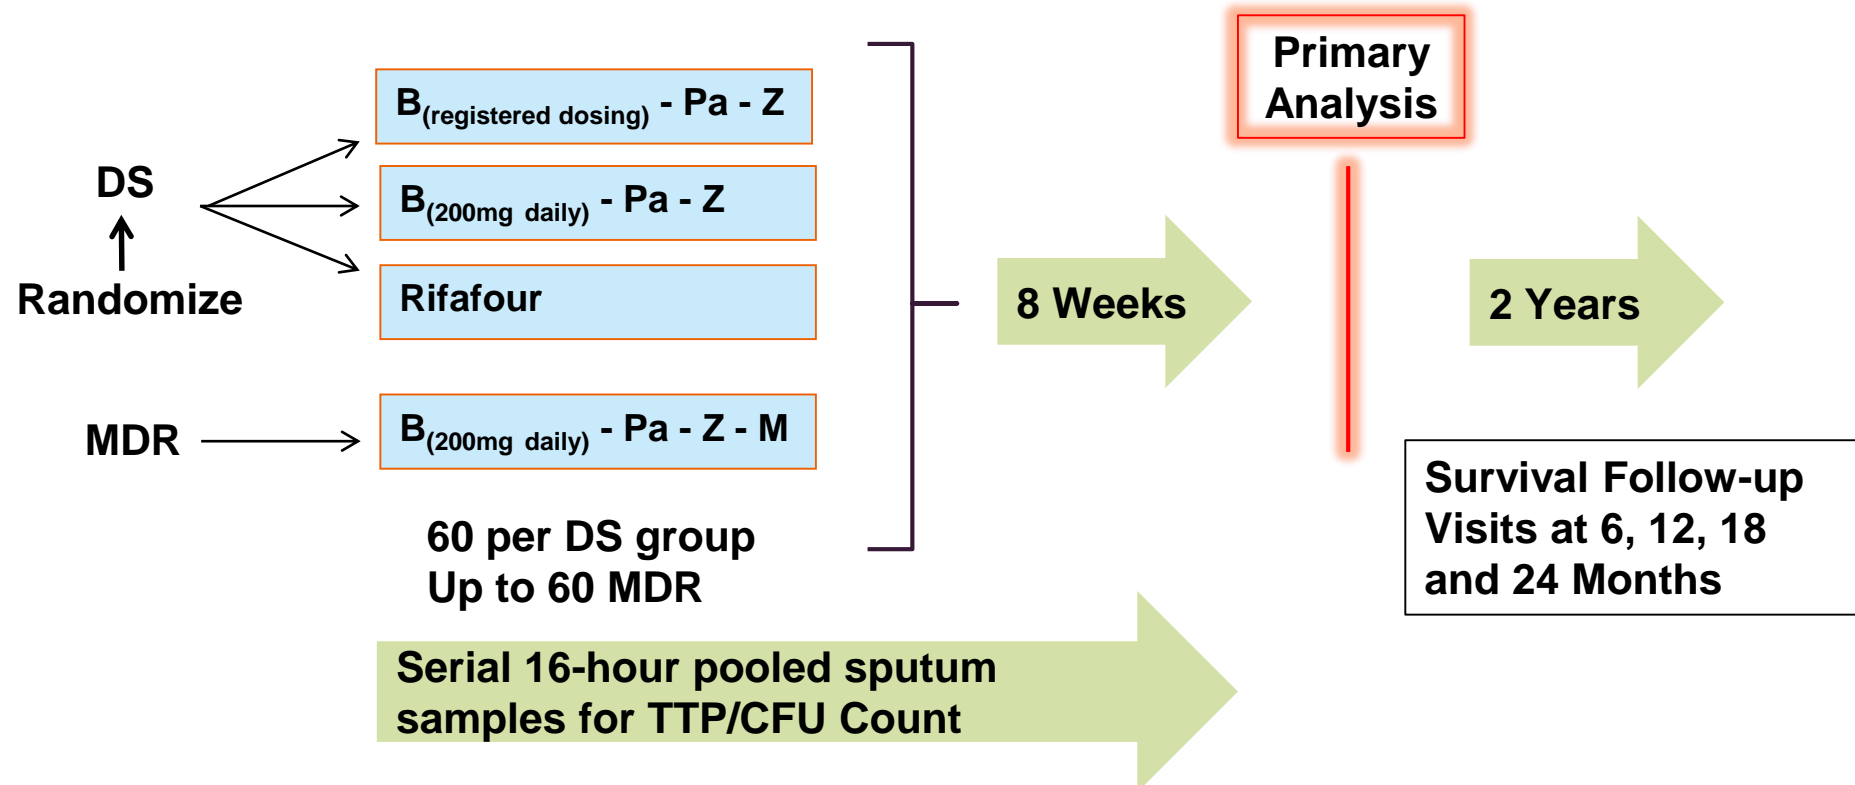 DS
Randomize
B(registered dosing) - Pa - Z
B(200mg daily) - Pa - Z
Rifafour
MDR
B(200mg daily) - Pa - Z - M
60 per DS group
Up to 60 MDR
Serial 16-hour pooled sputum
samples for TTP/CFU Count
8 Weeks
Primary
Analysis
2 Years
Survival Follow-up
Visits at 6, 12, 18
and 24 Months